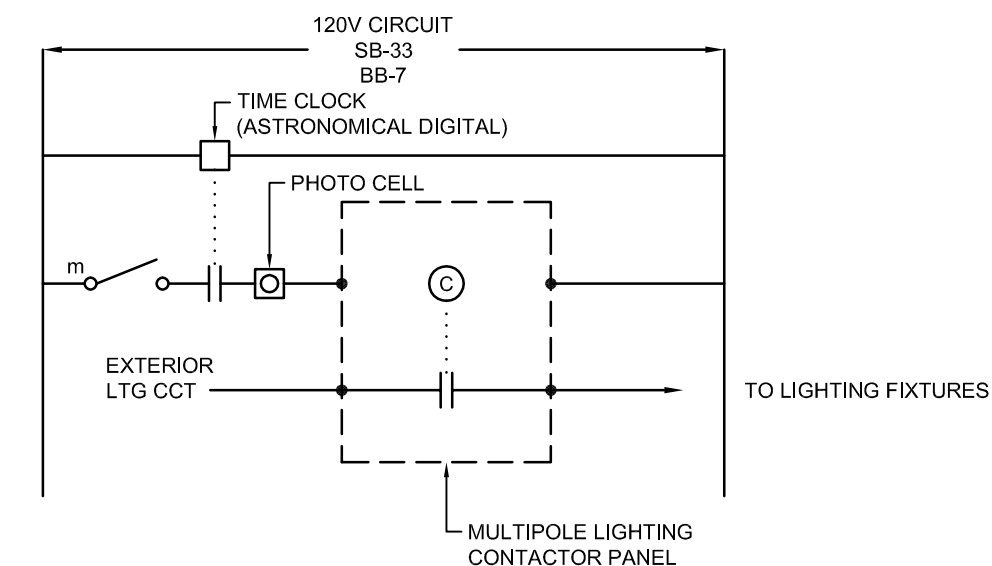 120V CIRCUIT
SB-33
BB-7
TIME CLOCK
(ASTRONOMICAL DIGITAL)
PHOTO CELL
m
C
EXTERIOR
LTG CCT
TO LIGHTING FIXTURES
MULTIPOLE LIGHTING
CONTACTOR PANEL